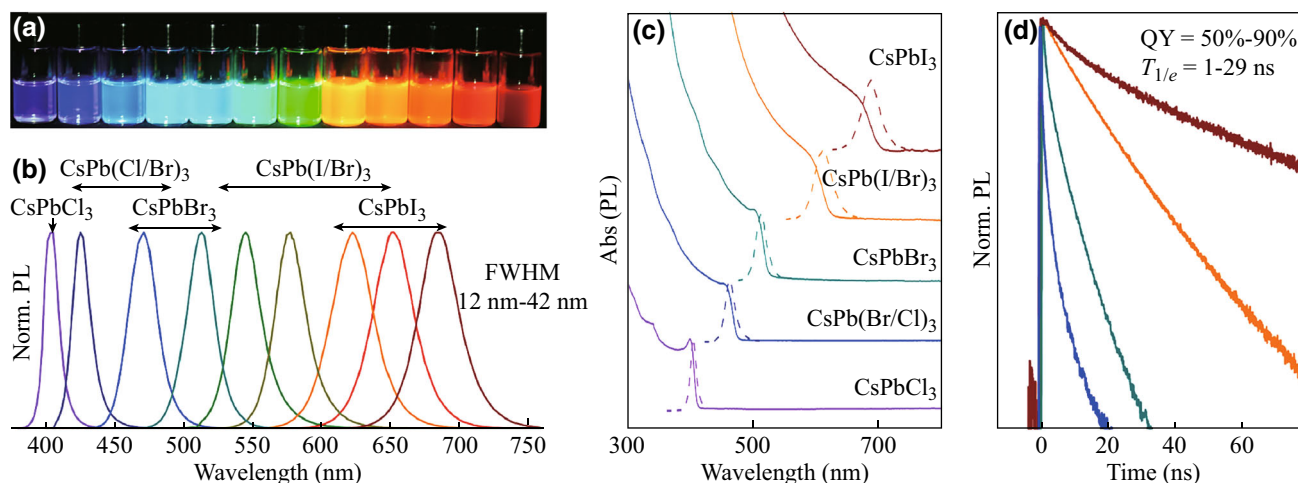 (a)
(b)
CsPb(Cl/Br)₃
CsPb(I/Br)₃
CsPbCl₃
CsPbBr₃
CsPbI₃
FWHM
12 nm-42 nm
Norm. PL
400
450
500
550
600
650
700
750
Wavelength (nm)
(c)
CsPbI₃
CsPb(I/Br)₃
CsPbBr₃
CsPb(Br/Cl)₃
CsPbCl₃
Abs (PL)
300
500
700
Wavelength (nm)
(d)
QY = 50%-90%
T₁/ₑ = 1-29 ns
Norm. PL
0
20
40
60
Time (ns)